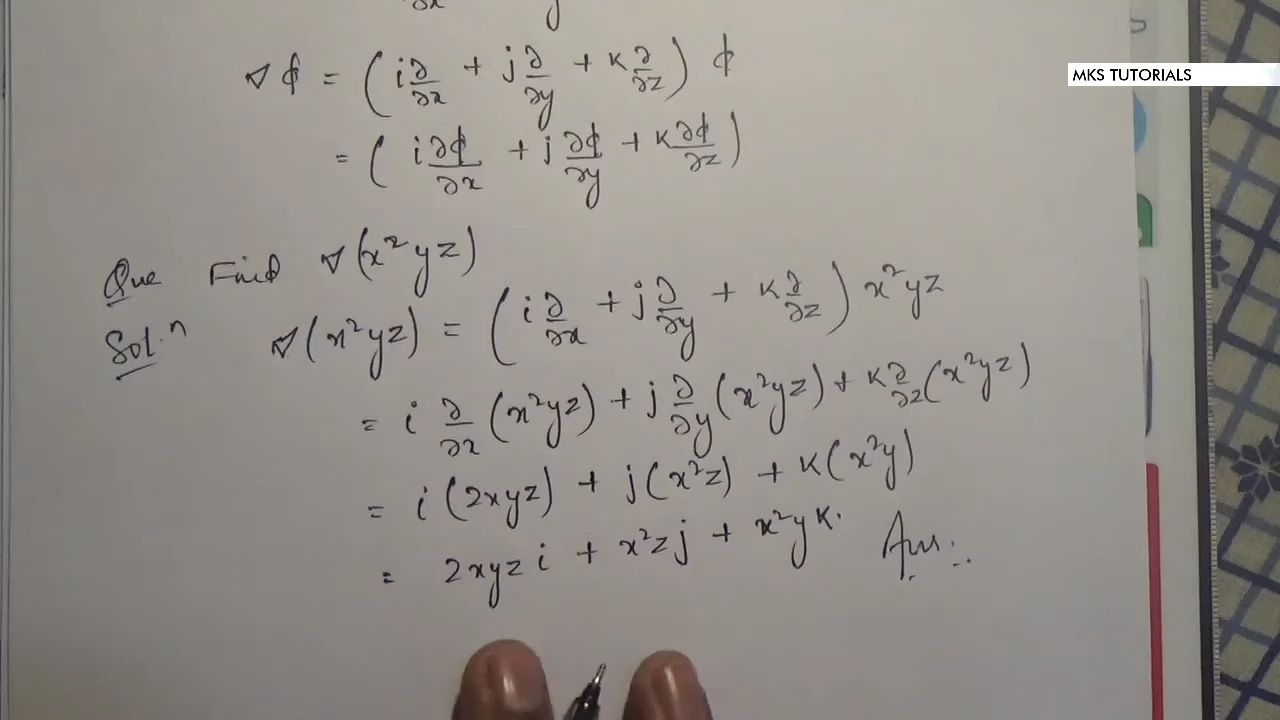 ∂x y
∇ϕ = (i ∂/∂x + j ∂/∂y + k ∂/∂z) ϕ
MKS TUTORIALS
= (i ∂ϕ/∂x + j ∂ϕ/∂y + k ∂ϕ/∂z)
Que Find ∇(x²yz)
Sol.ⁿ ∇(x²yz) = (i ∂/∂x + j ∂/∂y + k ∂/∂z) x²yz
= i ∂/∂x (x²yz) + j ∂/∂y (x²yz) + k ∂/∂z (x²yz)
= i (2xyz) + j(x²z) + k(x²y)
= 2xyz i + x²z j + x²y k. Ans.